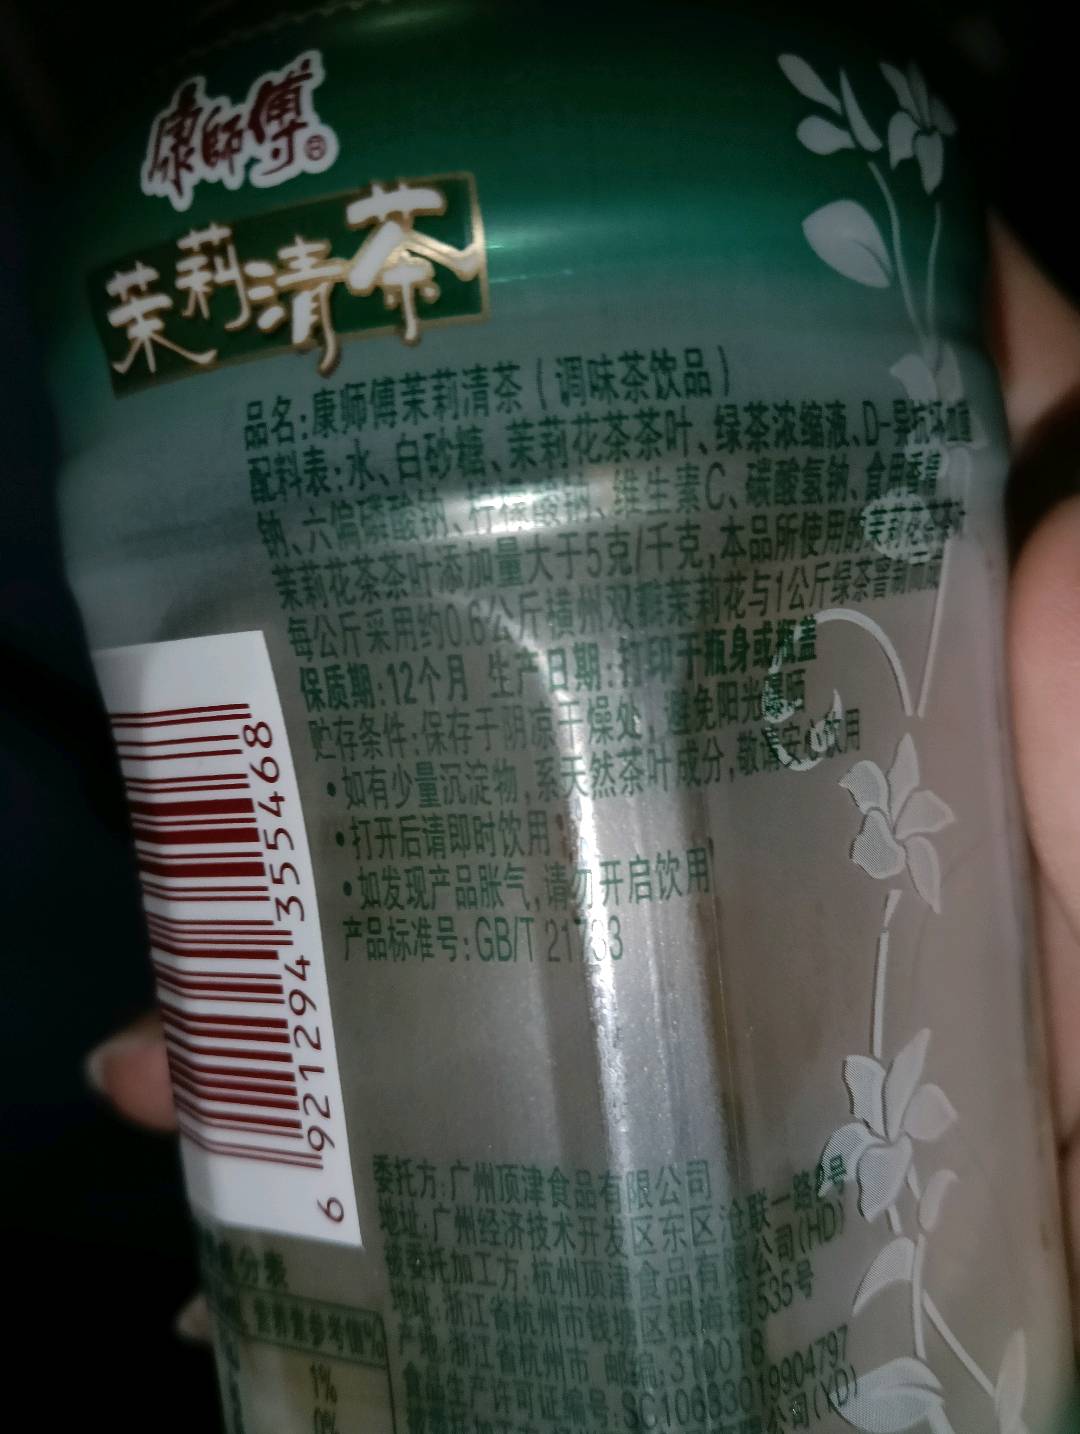 康師傅
茉莉清茶
品名:康师傅茉莉清茶(调味茶饮品)
配料表:水、白砂糖、茉莉花茶茶叶、绿茶浓缩液、D-异抗坏血酸
钠、六偏磷酸钠、柠檬酸钠、维生素C、碳酸氢钠、食用香精
茉莉花茶茶叶添加量大于5克/千克,本品所使用的茉莉花茶
每公斤采用约0.6公斤横州双瓣茉莉花与1公斤绿茶窨制
保质期:12个月 生产日期:打印于瓶身或瓶盖
贮存条件:保存于阴凉干燥处 避免阳光曝晒
•如有少量沉淀物,系天然茶叶成分,敬请安心饮用
•打开后请即时饮用
•如发现产品胀气,请勿开启饮用
产品标准号:GB/T 21733
6 921294 355468
委托方:广州顶津食品有限公司
地址:广州经济技术开发区东区沧联一路2号
被委托加工方:杭州顶津食品有限公司(HD)
地址:浙江省杭州市钱塘区银海街535号
产地:浙江省杭州市 邮编:310018
食品生产许可证编号:SC10633019904797
公司(XD)
成分表
营养素参考值%
1%
0%